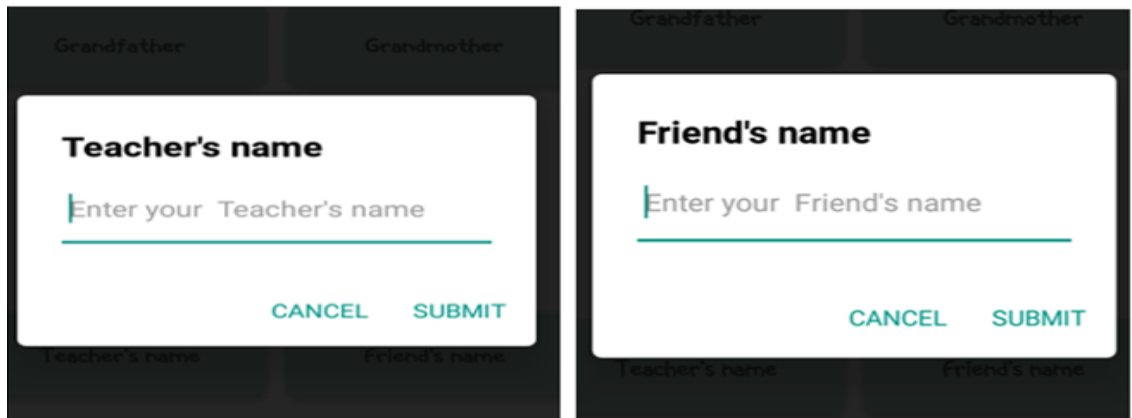 Grandfather Grandmother
Teacher's name
Enter your Teacher's name
CANCEL SUBMIT
Teacher's name Friend's name
Grandfather Grandmother
Friend's name
Enter your Friend's name
CANCEL SUBMIT
Teacher's name Friend's name